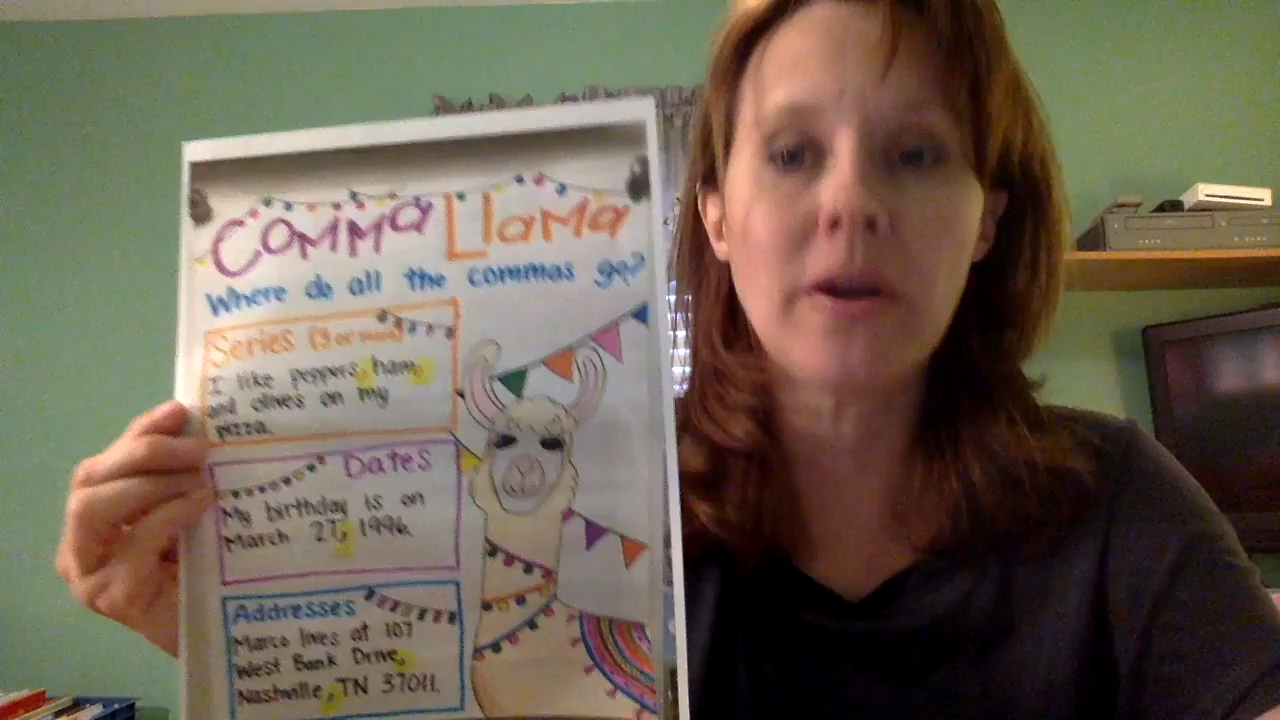 Comma Llama
Where do all the commas go?
Series (3 or more)
I like peppers, ham,
and olives on my
pizza.
Dates
My birthday is on
March 27, 1996.
Addresses
Marco lives at 107
West Bank Drive,
Nashville, TN 37011.